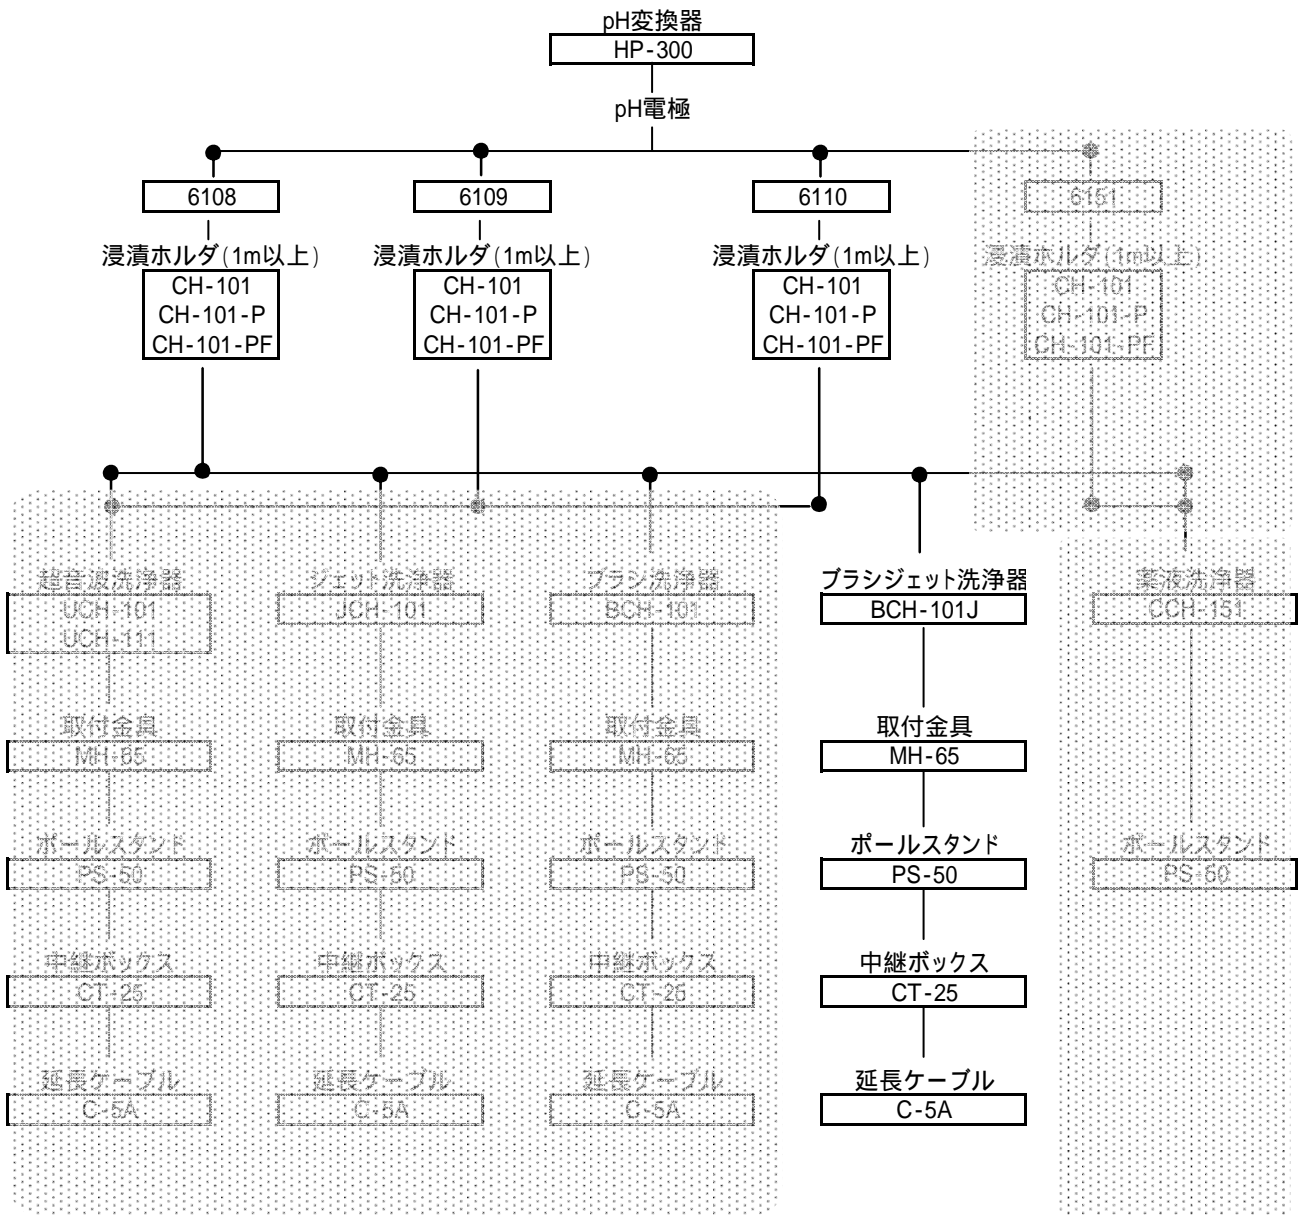 pH変換器
HP-300
pH電極
6108
6109
6110
6151
浸漬ホルダ(1m以上)
浸漬ホルダ(1m以上)
浸漬ホルダ(1m以上)
浸漬ホルダ(1m以上)
CH-101
CH-101-P
CH-101-PF
CH-101
CH-101-P
CH-101-PF
CH-101
CH-101-P
CH-101-PF
CH-101
CH-101-P
CH-101-PF
超音波洗浄器
UCH-101
UCH-111
ジェット洗浄器
JCH-101
ブラシ洗浄器
BCH-101
ブラシジェット洗浄器
BCH-101J
薬液洗浄器
CCH-151
取付金具
MH-65
取付金具
MH-65
取付金具
MH-65
取付金具
MH-65
ポールスタンド
PS-50
ポールスタンド
PS-50
ポールスタンド
PS-50
ポールスタンド
PS-50
ポールスタンド
PS-60
中継ボックス
CT-25
中継ボックス
CT-25
中継ボックス
CT-25
中継ボックス
CT-25
延長ケーブル
C-5A
延長ケーブル
C-5A
延長ケーブル
C-5A
延長ケーブル
C-5A